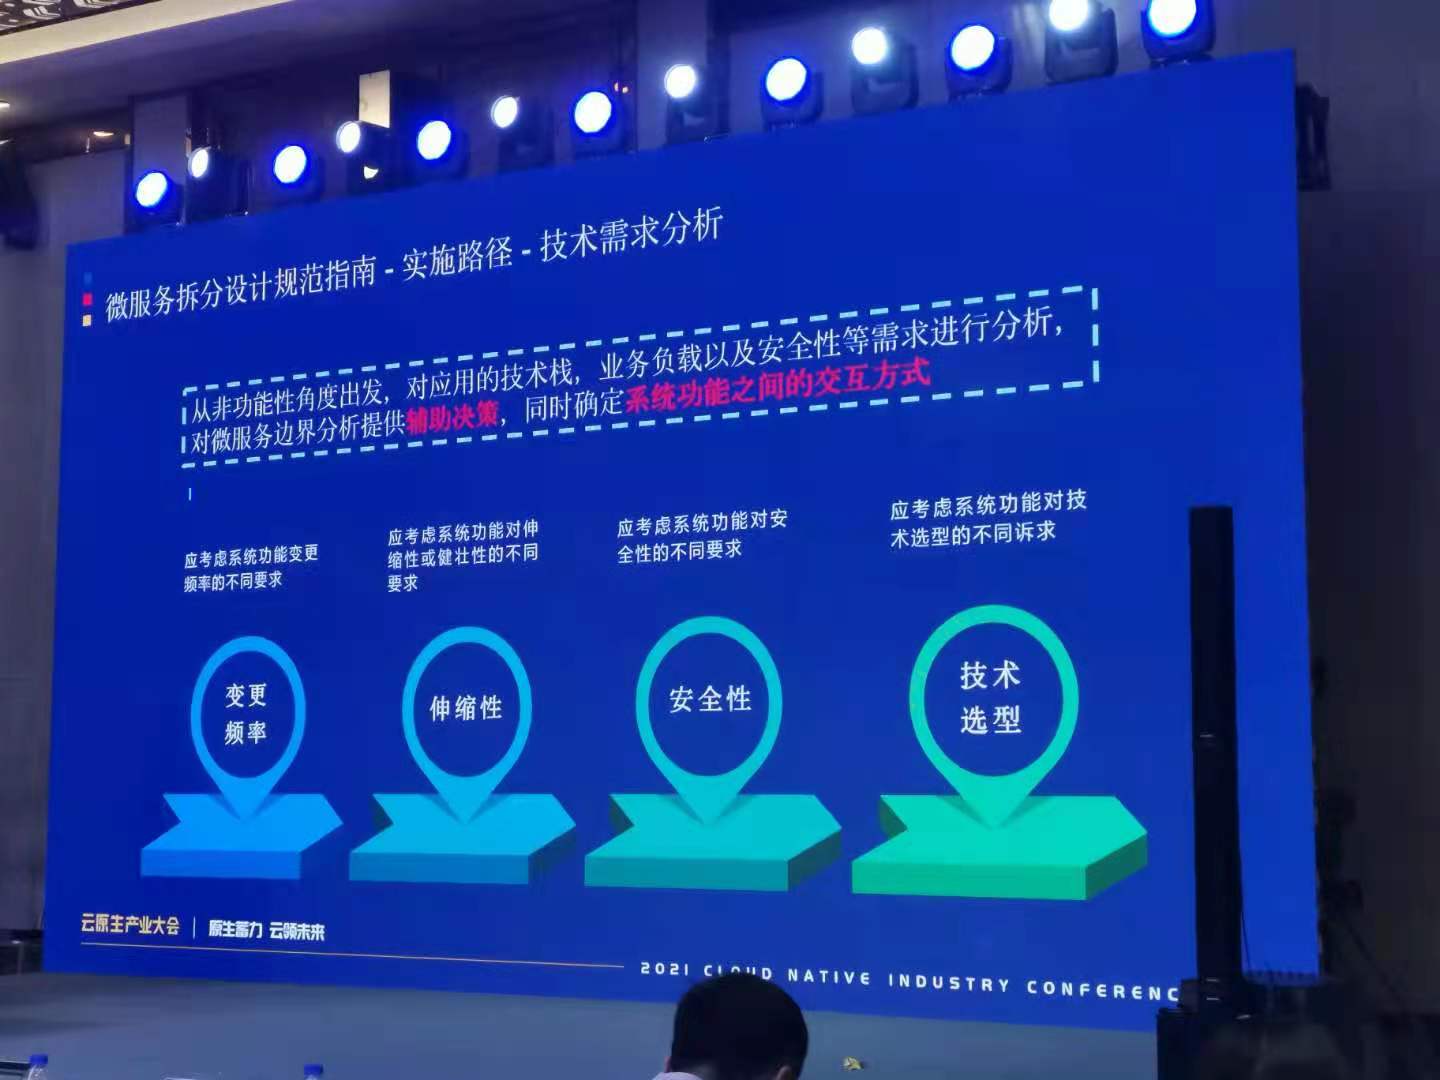 微服务拆分设计规范指南 - 实施路径 - 技术需求分析
从非功能性角度出发，对应用的技术栈，业务负载以及安全性等需求进行分析，
对微服务边界分析提供辅助决策，同时确定系统功能之间的交互方式
应考虑系统功能变更
频率的不同要求
应考虑系统功能对伸
缩性或健壮性的不同
要求
应考虑系统功能对安
全性的不同要求
应考虑系统功能对技
术选型的不同诉求
变更
频率
伸缩性
安全性
技术
选型
云原生产业大会 | 原生蓄力 云领未来
2021 CLOUD NATIVE INDUSTRY CONFERENC